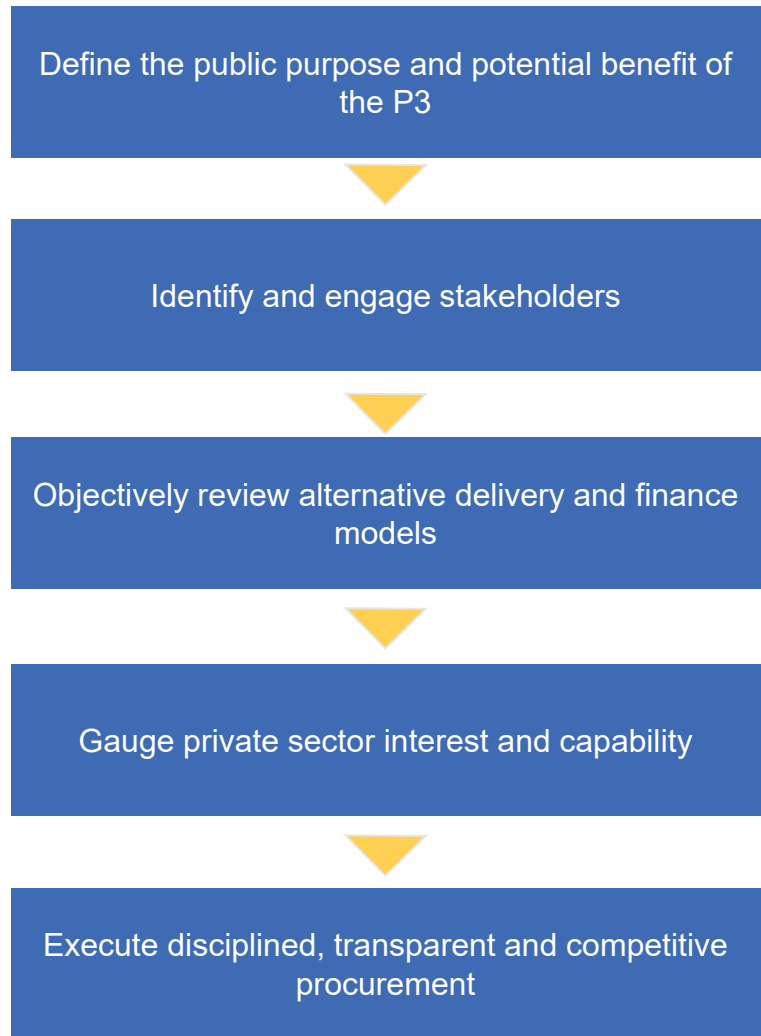 Define the public purpose and potential benefit of
the P3
Identify and engage stakeholders
Objectively review alternative delivery and finance
models
Gauge private sector interest and capability
Execute disciplined, transparent and competitive
procurement